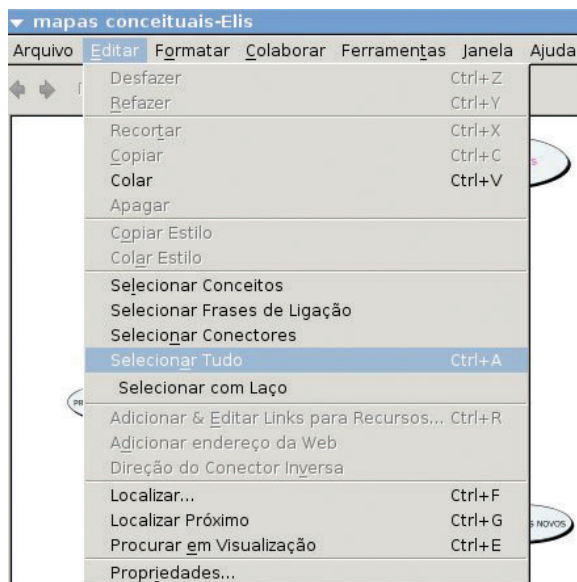 mapas conceituais-Elis
Arquivo Editar Formatar Colaborar Ferramentas Janela Ajuda
Desfazer Ctrl+Z
Refazer Ctrl+Y
Recortar Ctrl+X
Copiar Ctrl+C
Colar Ctrl+V
Apagar
Copiar Estilo
Colar Estilo
Selecionar Conceitos
Selecionar Frases de Ligação
Selecionar Conectores
Selecionar Tudo Ctrl+A
Selecionar com Laço
Adicionar & Editar Links para Recursos... Ctrl+R
Adicionar endereço da Web
Direção do Conector Inversa
Localizar... Ctrl+F
Localizar Próximo Ctrl+G
Procurar em Visualização Ctrl+E
Propriedades...
S
PR
S NOVOS